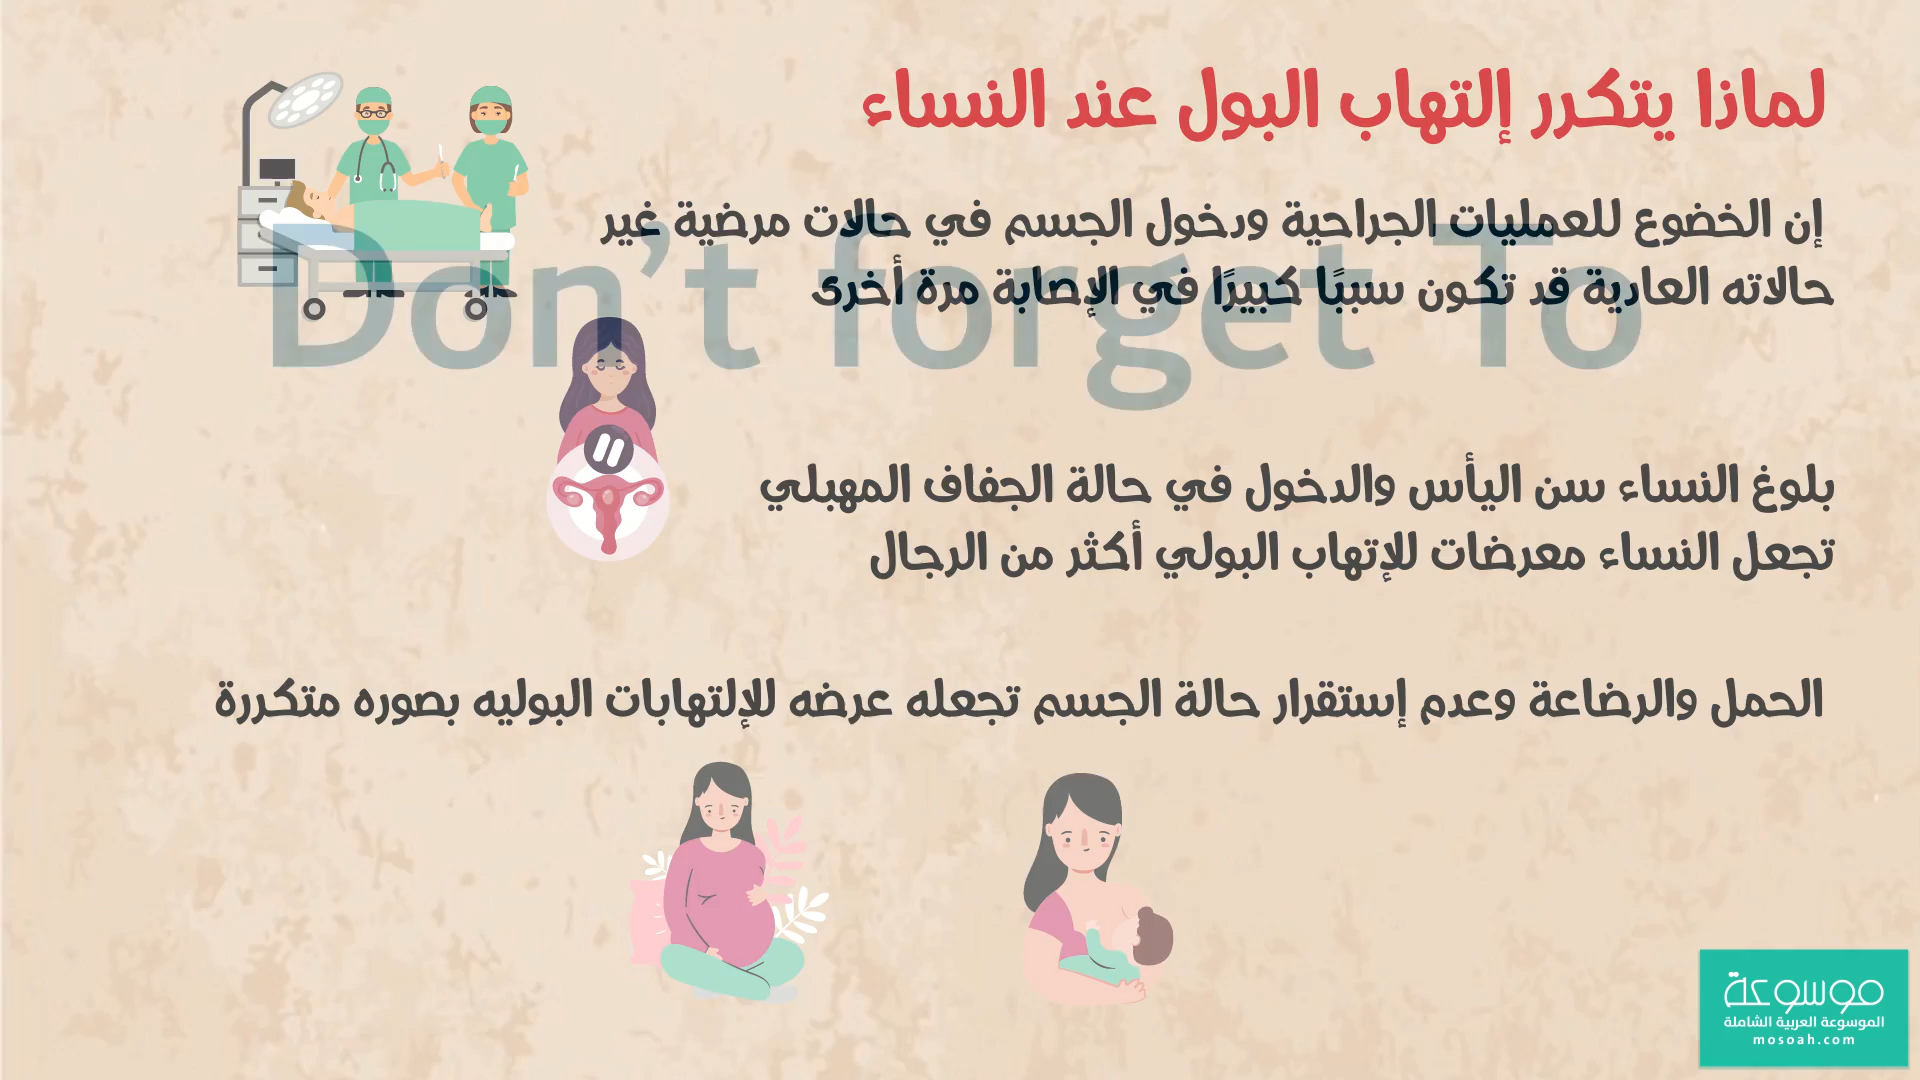 لماذا يتكرر إلتهاب البول عند النساء
إن الخضوع للعمليات الجراحية ودخول الجسم في حالات مرضية غير
حالاته العادية قد تكون سببًا كبيرًا في الإصابة مرة أخرى
Don't forget To
بلوغ النساء سن اليأس والدخول في حالة الجفاف المهبلي
تجعل النساء معرضات للإتهاب البولي أكثر من الرجال
الحمل والرضاعة وعدم إستقرار حالة الجسم تجعله عرضه للإلتهابات البوليه بصوره متكررة
موسوعة
الموسوعة العربية الشاملة
mosoah.com